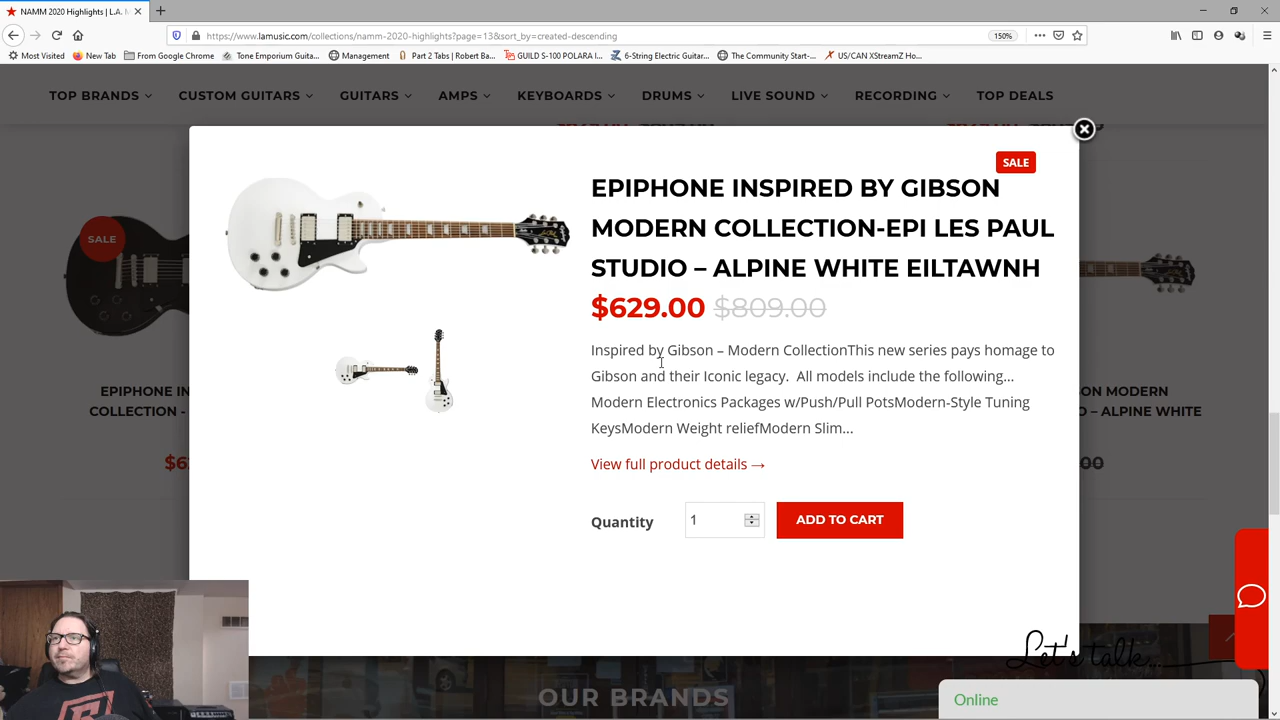 NAMM 2020 Highlights | L.A. M
https://www.lamusic.com/collections/namm-2020-highlights?page=13&sort_by=created-descending
150%
Most Visited
New Tab
From Google Chrome
Tone Emporium Guita...
Management
Part 2 Tabs | Robert Ba...
GUILD S-100 POLARA I...
6-String Electric Guitar...
The Community Start-...
US/CAN XStreamZ Ho...
TOP BRANDS
CUSTOM GUITARS
GUITARS
AMPS
KEYBOARDS
DRUMS
LIVE SOUND
RECORDING
TOP DEALS
SALE
EPIPHONE INSPIRED BY GIBSON
MODERN COLLECTION-EPI LES PAUL
STUDIO – ALPINE WHITE EILTAWNH
$629.00 $809.00
Inspired by Gibson – Modern CollectionThis new series pays homage to
Gibson and their Iconic legacy.  All models include the following...
Modern Electronics Packages w/Push/Pull PotsModern-Style Tuning
KeysModern Weight reliefModern Slim...
View full product details →
Quantity
1
ADD TO CART
SALE
EPIPHONE IN
COLLECTION -
$6
N MODERN
– ALPINE WHITE
.00
Let's talk...
OUR BRANDS
Online